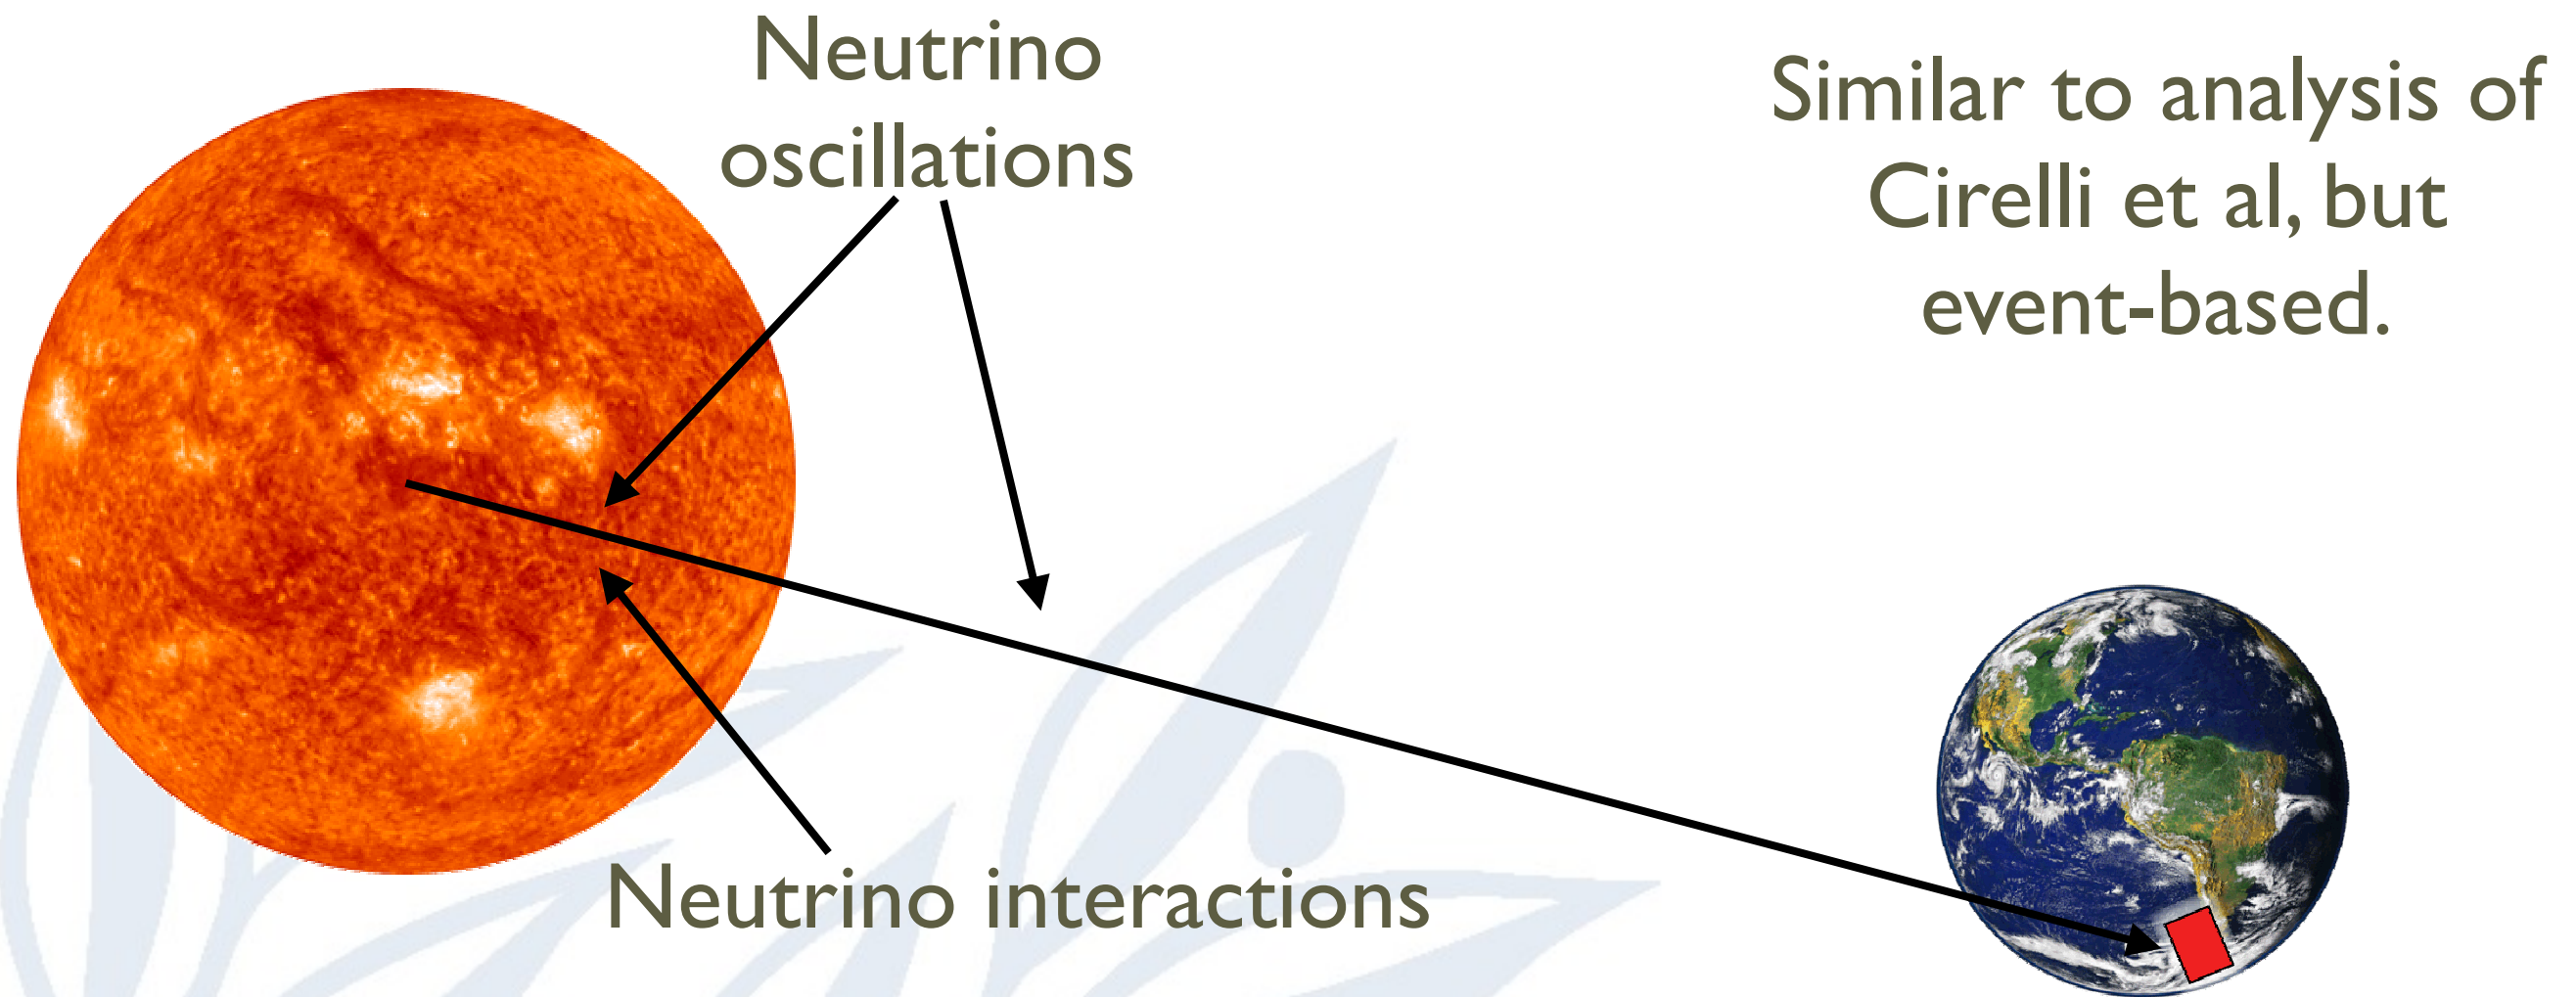 Neutrino
oscillations
Similar to analysis of
Cirelli et al, but
event-based.
Neutrino interactions